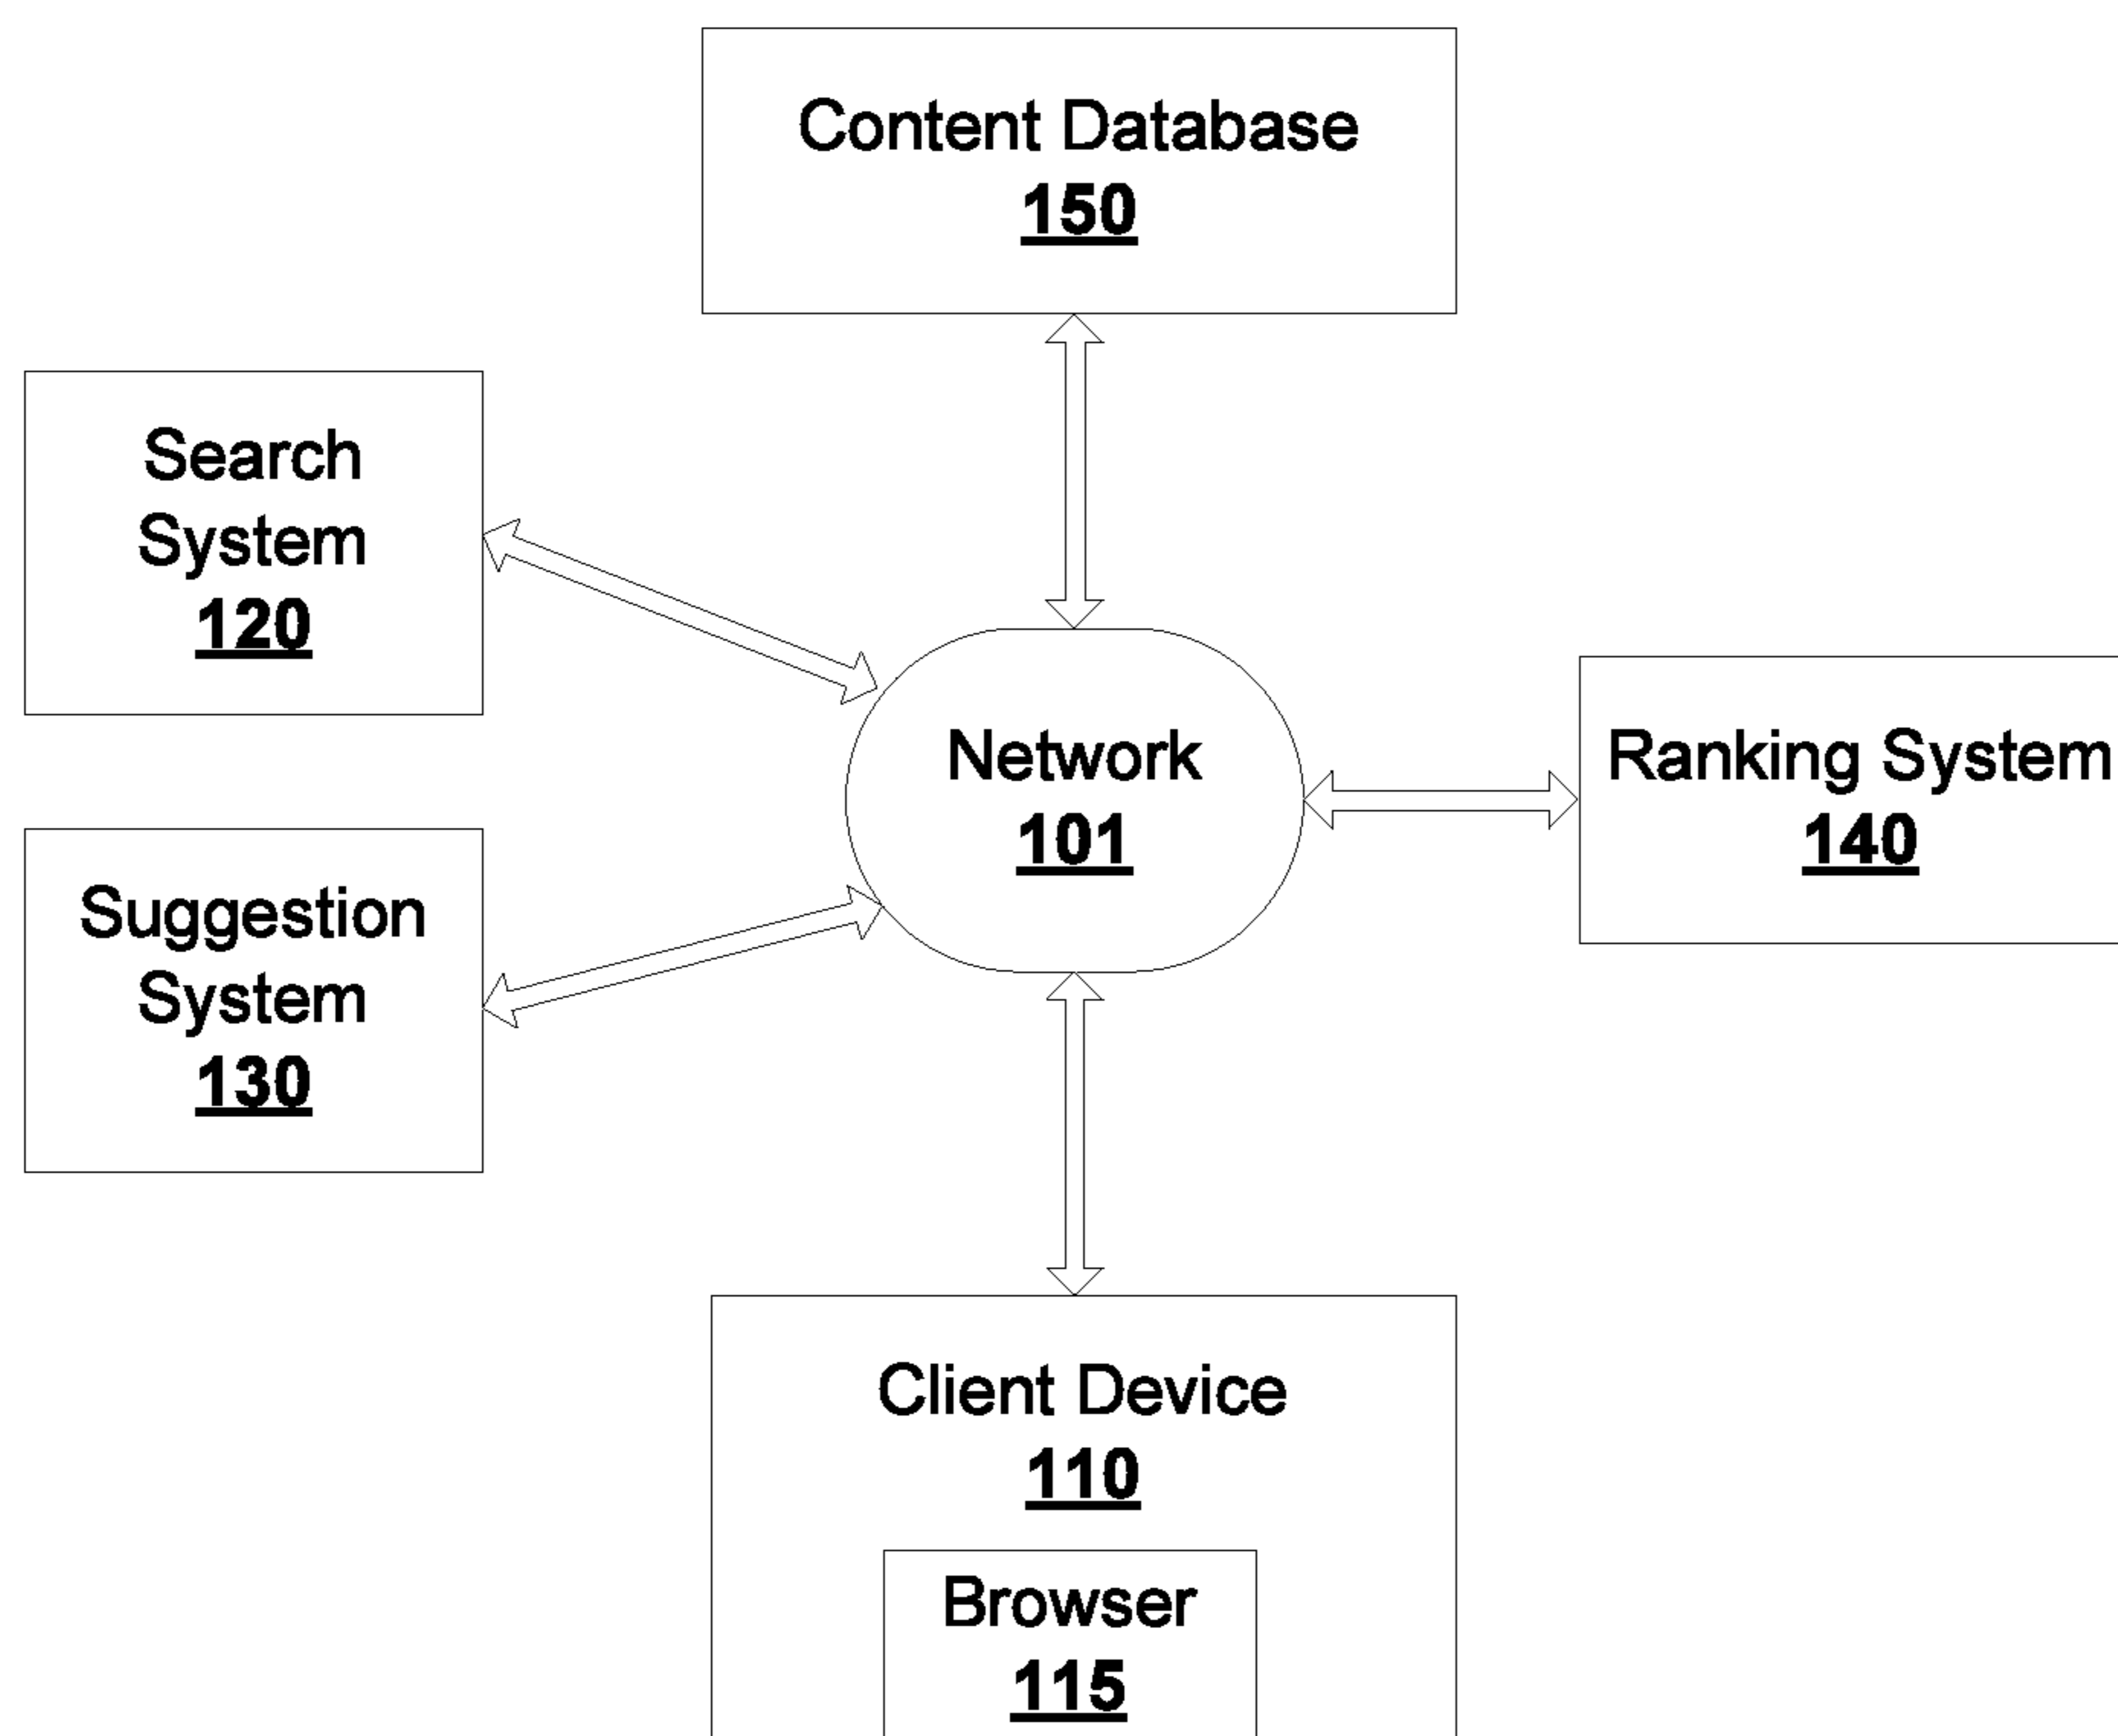 Content Database
150
Search
System
120
Network
101
Ranking System
140
Suggestion
System
130
Client Device
110
Browser
115